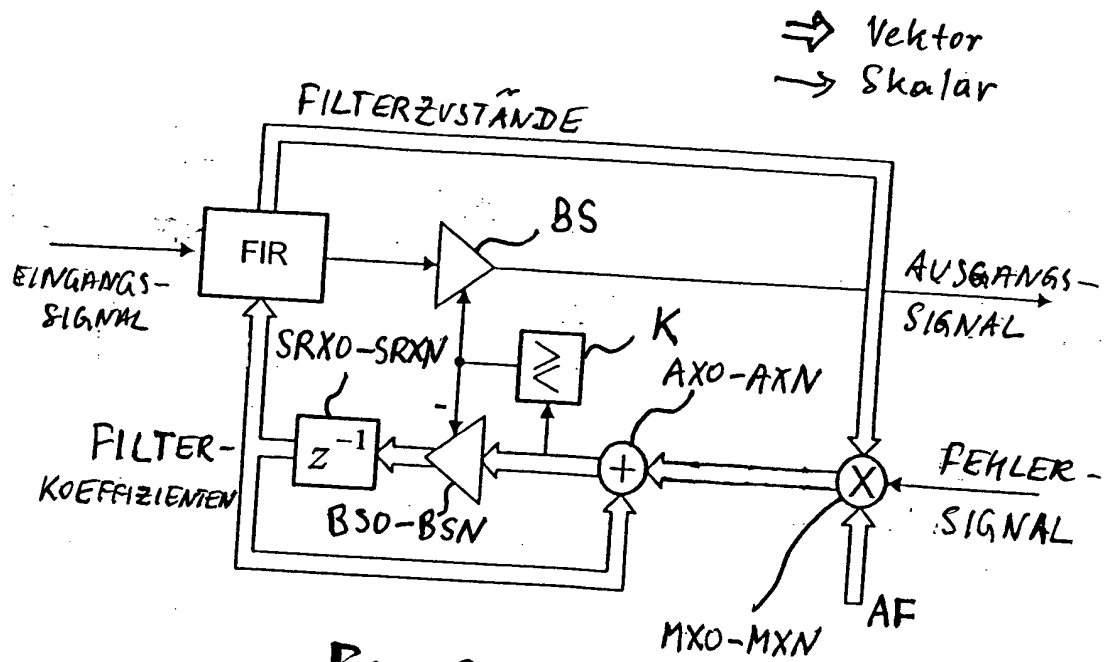 ⇒ Vektor
→ Skalar
FILTERZUSTÄNDE
BS
FIR
EINGANGS-
SIGNAL
AUSGANGS-
SIGNAL
SRX0-SRXN
K
≷
AX0-AXN
FILTER-
KOEFFIZIENTEN
z⁻¹
-
+
X
FEHLER-
SIGNAL
BS0-BSN
AF
MX0-MXN